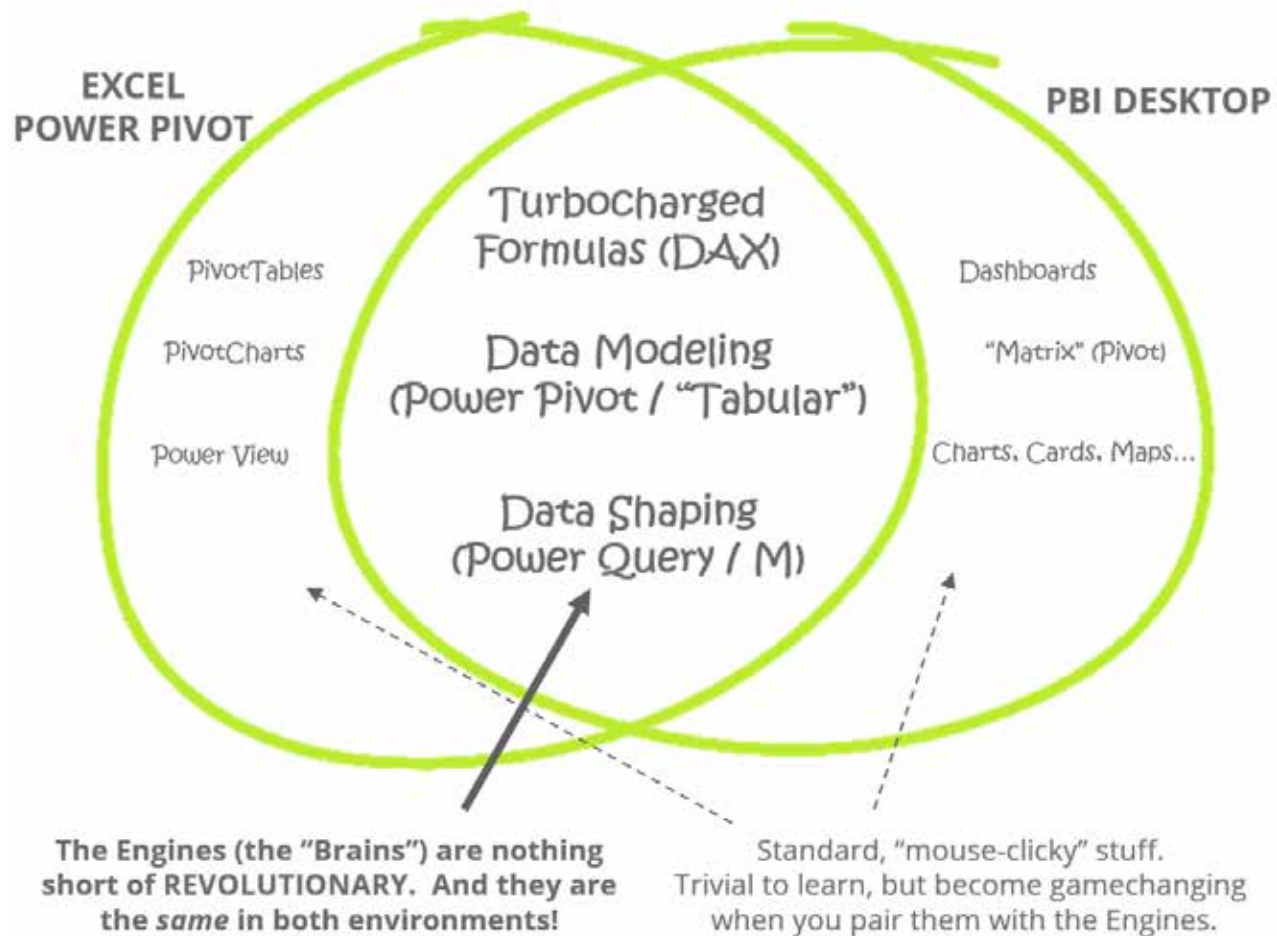 EXCEL
POWER PIVOT
PBI DESKTOP
Turbocharged
Formulas (DAX)
PivotTables
Dashboards
PivotCharts
Data Modeling
(Power Pivot / “Tabular”)
“Matrix” (Pivot)
Power View
Charts, Cards, Maps...
Data Shaping
(Power Query / M)
The Engines (the “Brains”) are nothing
short of REVOLUTIONARY.  And they are
the same in both environments!
Standard, “mouse-clicky” stuff.
Trivial to learn, but become gamechanging
when you pair them with the Engines.